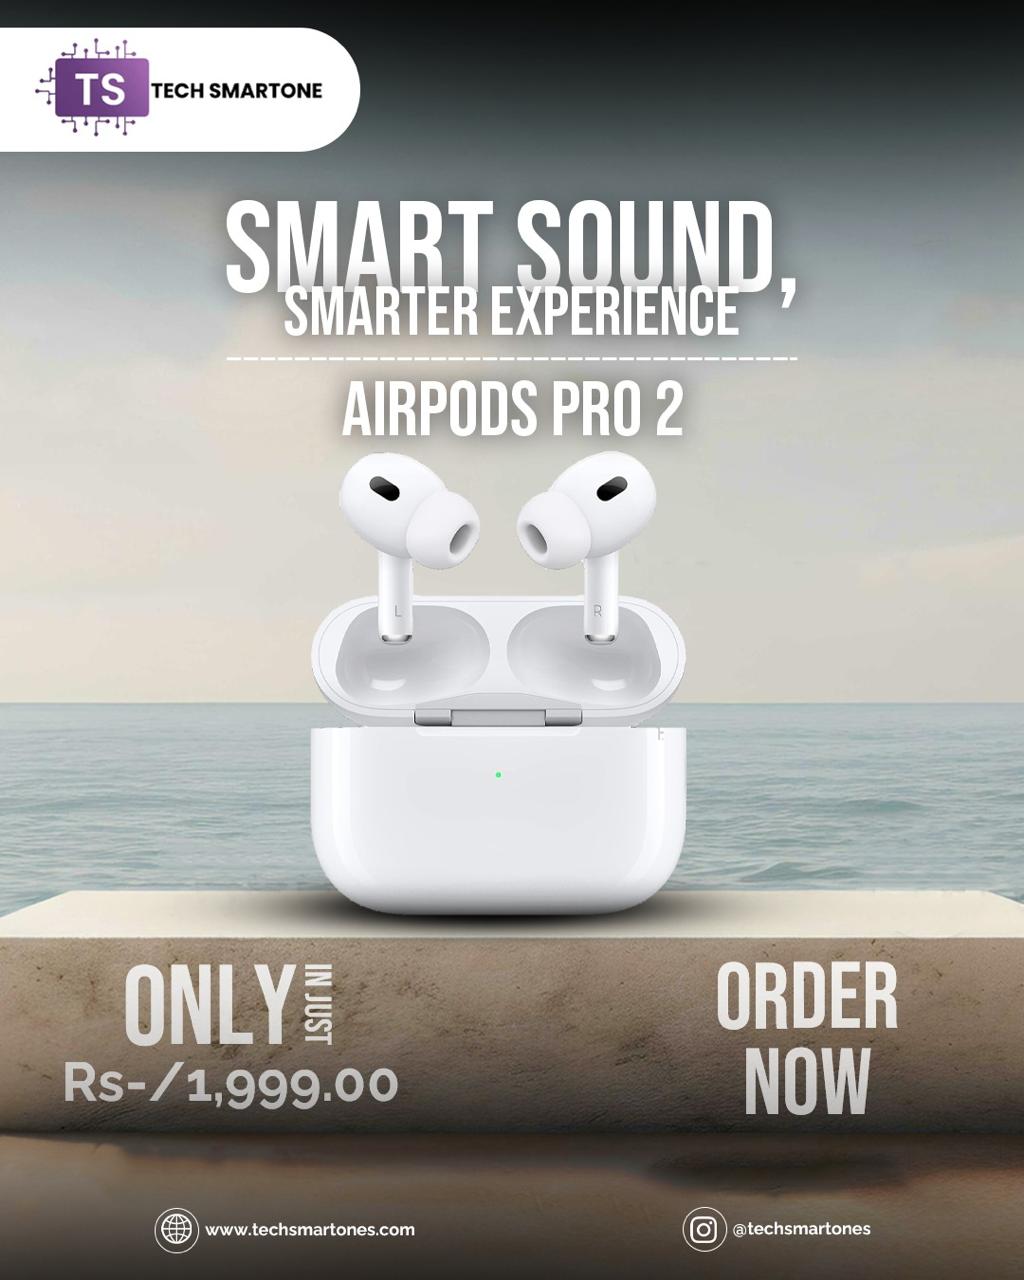 TS TECH SMARTONE
SMART SOUND,
SMARTER EXPERIENCE
AIRPODS PRO 2
L
R
ONLY IN JUST
Rs-/1,999.00
ORDER
NOW
www.techsmartones.com
@techsmartones